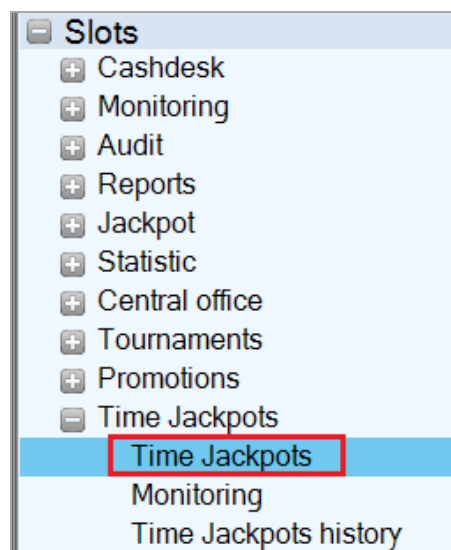 Slots
Cashdesk
Monitoring
Audit
Reports
Jackpot
Statistic
Central office
Tournaments
Promotions
Time Jackpots
Time Jackpots
Monitoring
Time Jackpots history